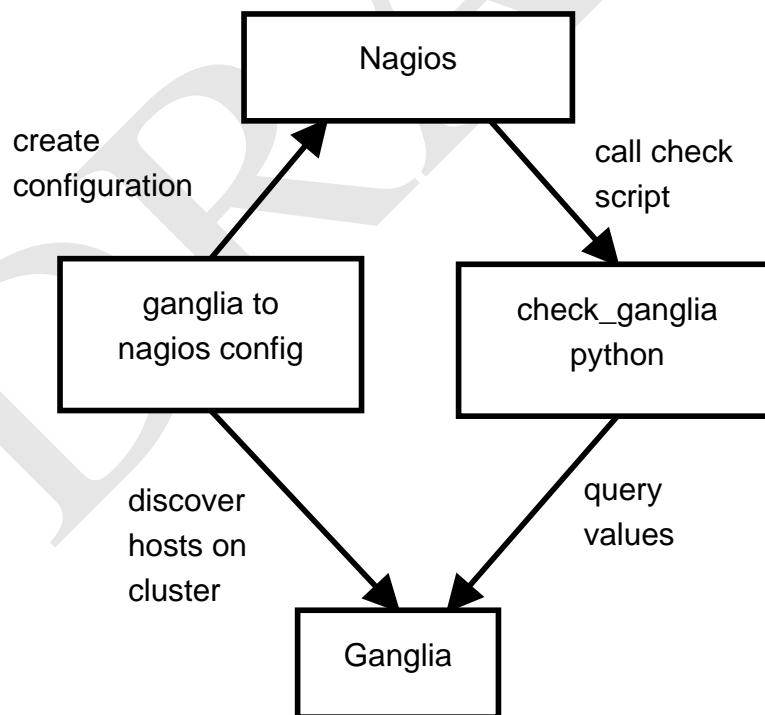 Nagios
create
configuration
call check
script
ganglia to
nagios config
check_ganglia
python
discover
hosts on
cluster
query
values
Ganglia